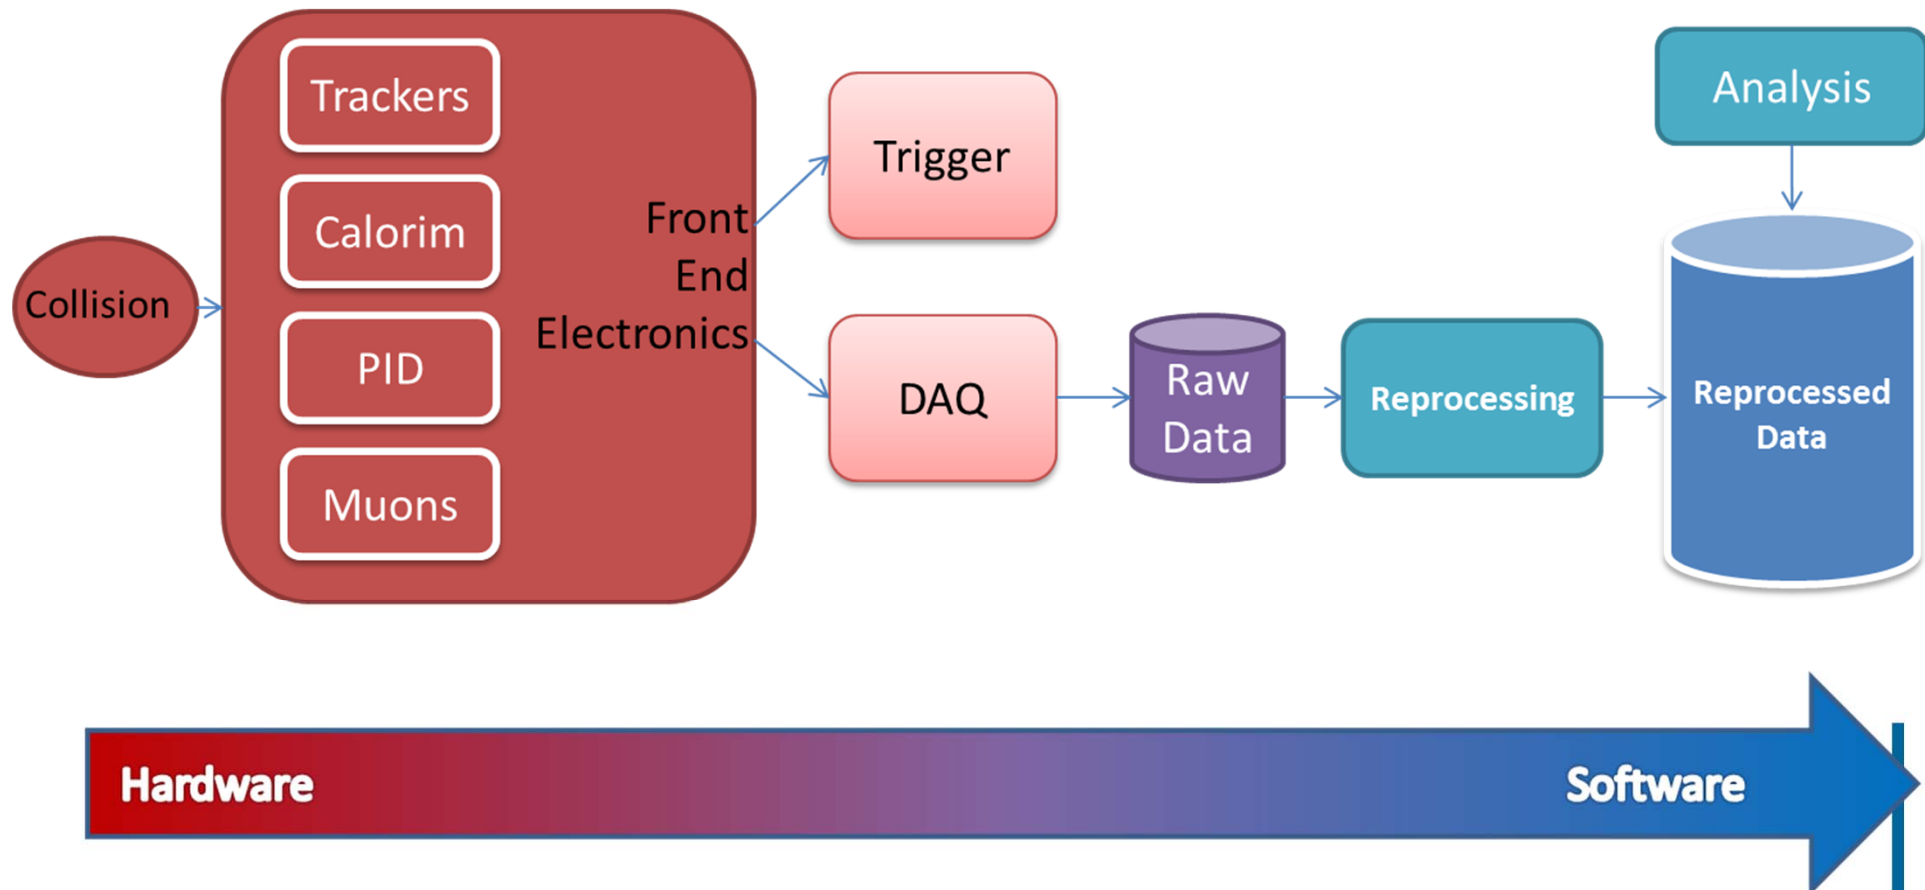 Collision
Trackers
Calorim
PID
Muons
Front
End
Electronics
Trigger
DAQ
Raw
Data
Reprocessing
Analysis
Reprocessed
Data
Hardware
Software